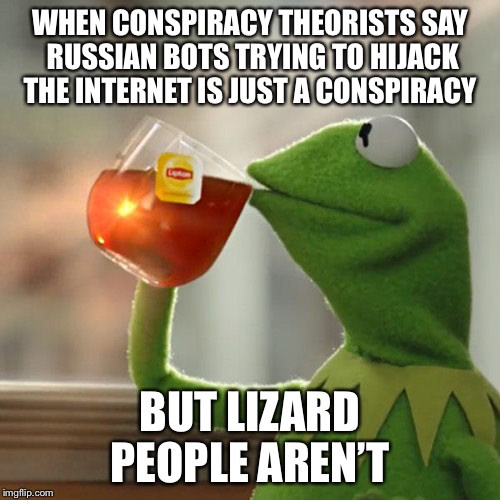 WHEN CONSPIRACY THEORISTS SAY
RUSSIAN BOTS TRYING TO HIJACK
THE INTERNET IS JUST A CONSPIRACY
Lipton
BUT LIZARD
PEOPLE AREN'T
imgflip.com